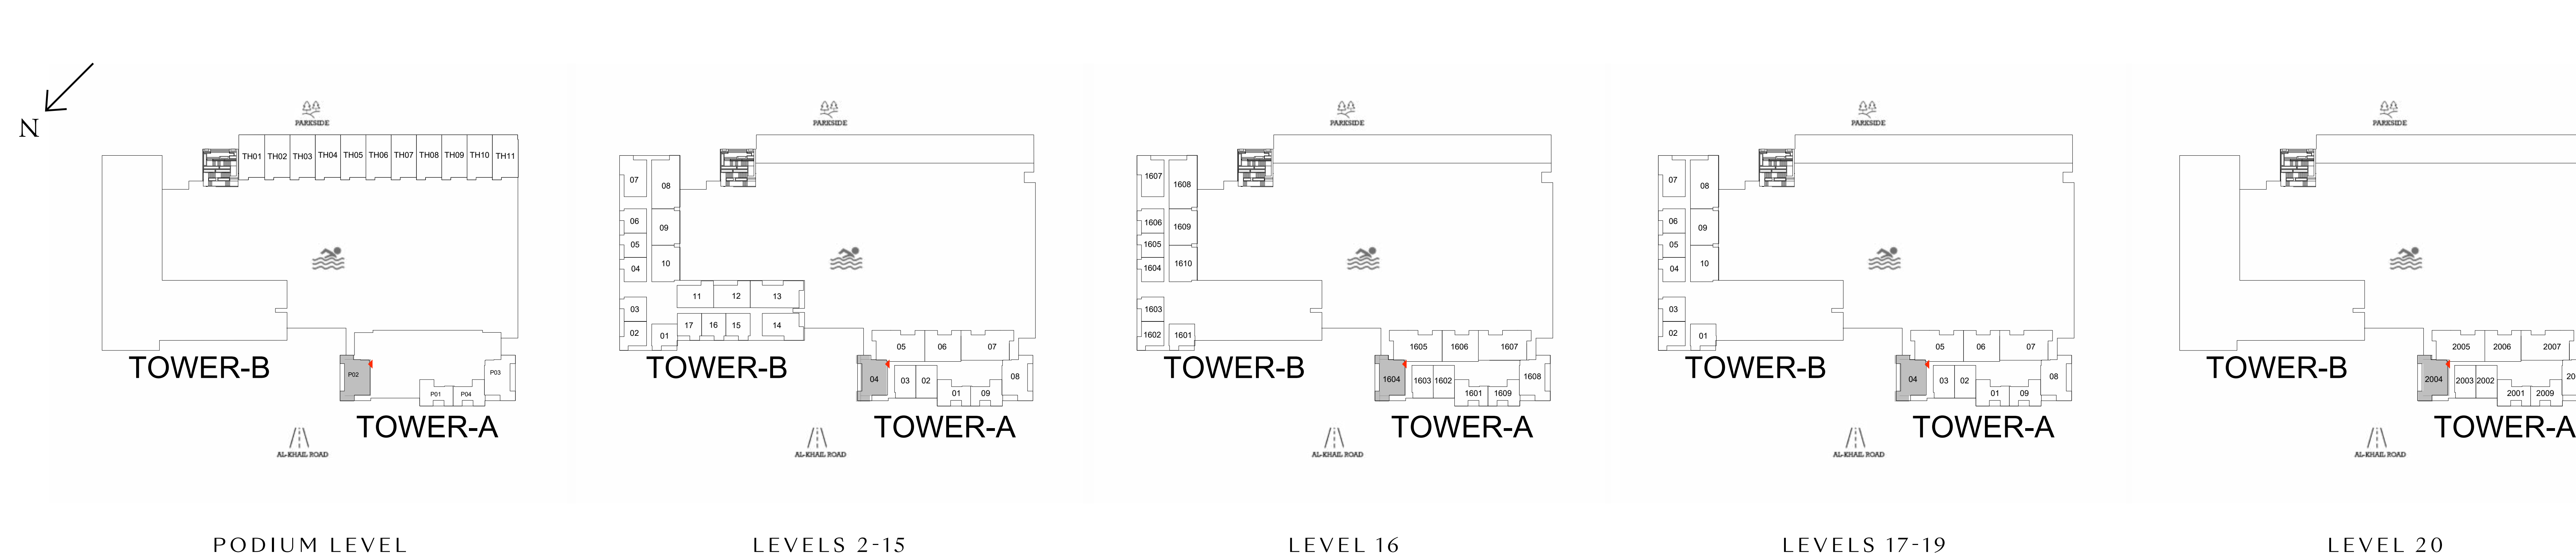 N
PARKSIDE
TH01 TH02 TH03 TH04 TH05 TH06 TH07 TH08 TH09 TH10 TH11
TOWER-B
P02
P03
P01 P04
TOWER-A
AL-KHAIL ROAD
PODIUM LEVEL
PARKSIDE
07 08
06 09
05
04 10
11 12 13
03
02 01 17 16 15 14
TOWER-B
05 06 07
04 03 02 08
01 09
TOWER-A
AL-KHAIL ROAD
LEVELS 2-15
PARKSIDE
1607 1608
1606 1609
1605
1604 1610
1603
1602 1601
TOWER-B
1605 1606 1607
1604 1603 1602 1608
1601 1609
TOWER-A
AL-KHAIL ROAD
LEVEL 16
PARKSIDE
07 08
06 09
05
04 10
03
02 01
TOWER-B
05 06 07
04 03 02 08
01 09
TOWER-A
AL-KHAIL ROAD
LEVELS 17-19
PARKSIDE
TOWER-B
2005 2006 2007
2004 2003 2002 20
2001 2009
TOWER-A
AL-KHAIL ROAD
LEVEL 20